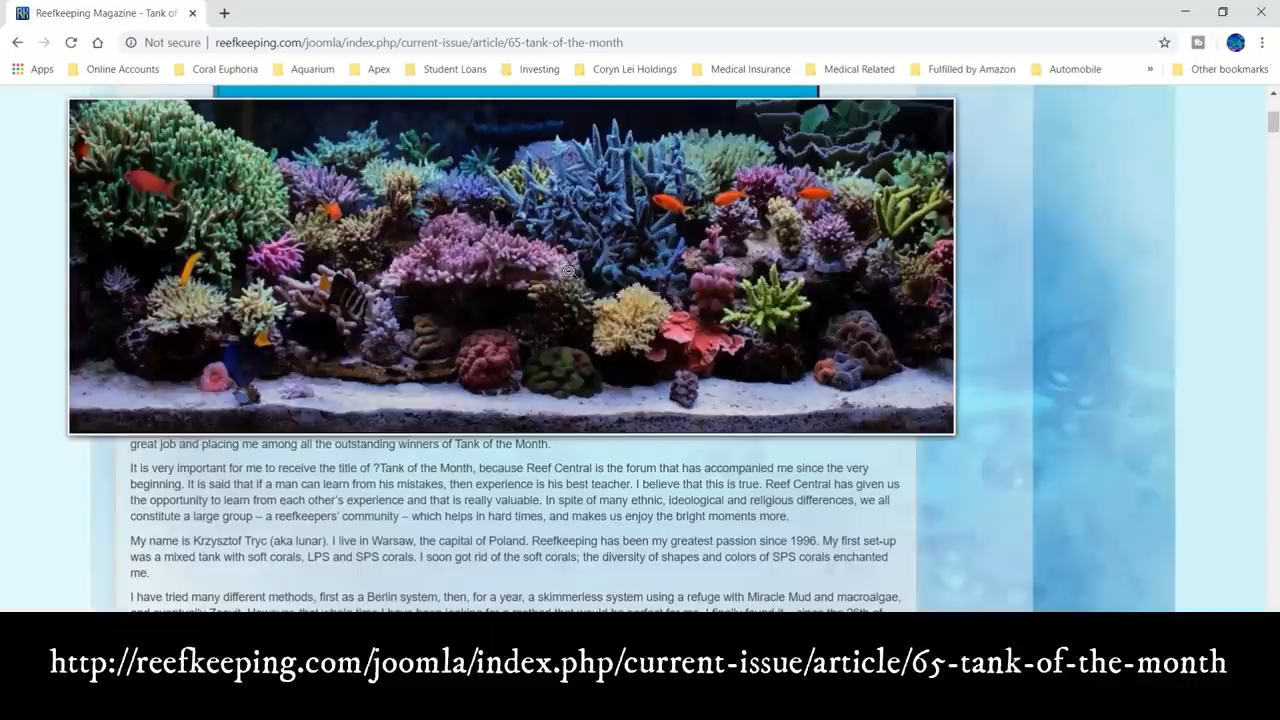 Reefkeeping Magazine - Tank of
Not secure | reefkeeping.com/joomla/index.php/current-issue/article/65-tank-of-the-month
Apps Online Accounts Coral Euphoria Aquarium Apex Student Loans Investing Coryn Lei Holdings Medical Insurance Medical Related Fulfilled by Amazon Automobile » Other bookmarks
great job and placing me among all the outstanding winners of Tank of the Month.
It is very important for me to receive the title of ?Tank of the Month, because Reef Central is the forum that has accompanied me since the very
beginning. It is said that if a man can learn from his mistakes, then experience is his best teacher. I believe that this is true. Reef Central has given us
the opportunity to learn from each other's experience and that is really valuable. In spite of many ethnic, ideological and religious differences, we all
constitute a large group – a reefkeepers' community – which helps in hard times, and makes us enjoy the bright moments more.
My name is Krzysztof Tryc (aka lunar). I live in Warsaw, the capital of Poland. Reefkeeping has been my greatest passion since 1996. My first set-up
was a mixed tank with soft corals, LPS and SPS corals. I soon got rid of the soft corals; the diversity of shapes and colors of SPS corals enchanted
me.
I have tried many different methods, first as a Berlin system, then, for a year, a skimmerless system using a refuge with Miracle Mud and macroalgae,
http://reefkeeping.com/joomla/index.php/current-issue/article/65-tank-of-the-month